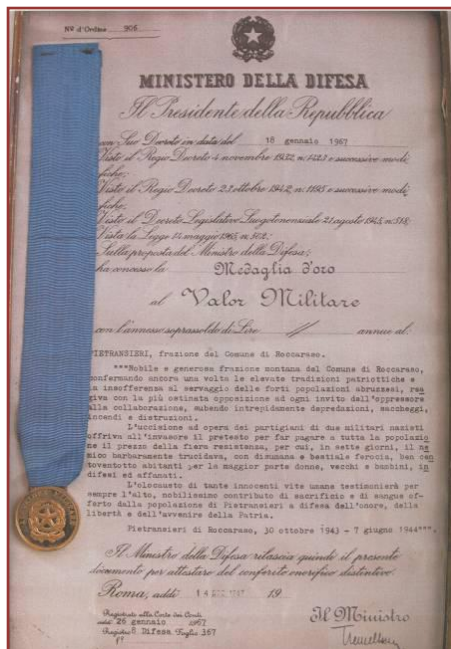 Nº d'Ordine 906
MINISTERO DELLA DIFESA
Il Presidente della Repubblica
con Suo Decreto in data del 18 gennaio 1967
Visto il Regio Decreto 4 novembre 1932, n. 1423 e successive modi
fiche;
Visto il Regio Decreto 23 ottobre 1942, n. 1195 e successive modi
fiche;
Visto il Decreto Legislativo Luogotenenziale 21 agosto 1945, n. 518;
Vista la Legge 14 maggio 1965, n. 502;
Sulla proposta del Ministro della Difesa;
ha concesso la Medaglia d'oro
al Valor Militare
con l'annesso soprassoldo di Lire // annue al:
PIETRANSIERI, frazione del Comune di Roccaraso.
"""Nobile e generosa frazione montana del Comune di Roccaraso,
confermando ancora una volta le elevate tradizioni patriottiche e
la insofferenza al servaggio delle forti popolazioni abruzzesi, rea
giva con la più ostinata opposizione ad ogni invito dell'oppressore
alla collaborazione, subendo intrepidamente depredazioni, saccheggi,
incendi e distruzioni.
L'uccisione ad opera dei partigiani di due militari nazisti
offriva all'invasore il pretesto per far pagare a tutta la popolazio
ne il prezzo della fiera resistenza, per cui, in sette giorni, il ne
mico barbaramente trucidava, con disumana e bestiale ferocia, ben cen
toventotto abitanti per la maggior parte donne, vecchi e bambini, in
difesi ed affamati.
L'olocausto di tante innocenti vite umane testimonierà per
sempre l'alto, nobilissimo contributo di sacrificio e di sangue of-
ferto dalla popolazione di Pietransieri a difesa dell'onore, della
libertà e dell'avvenire della Patria.
Pietransieri di Roccaraso, 30 ottobre 1943 - 7 giugno 1944""".
Il Ministro della Difesa rilascia quindi il presente
documento per attestare del conferito onorifico distintivo.
Roma, addì 19
Registrato alla Corte dei Conti
addì 26 gennaio 1967
Registro 8 Difesa Foglio 167
Il Ministro